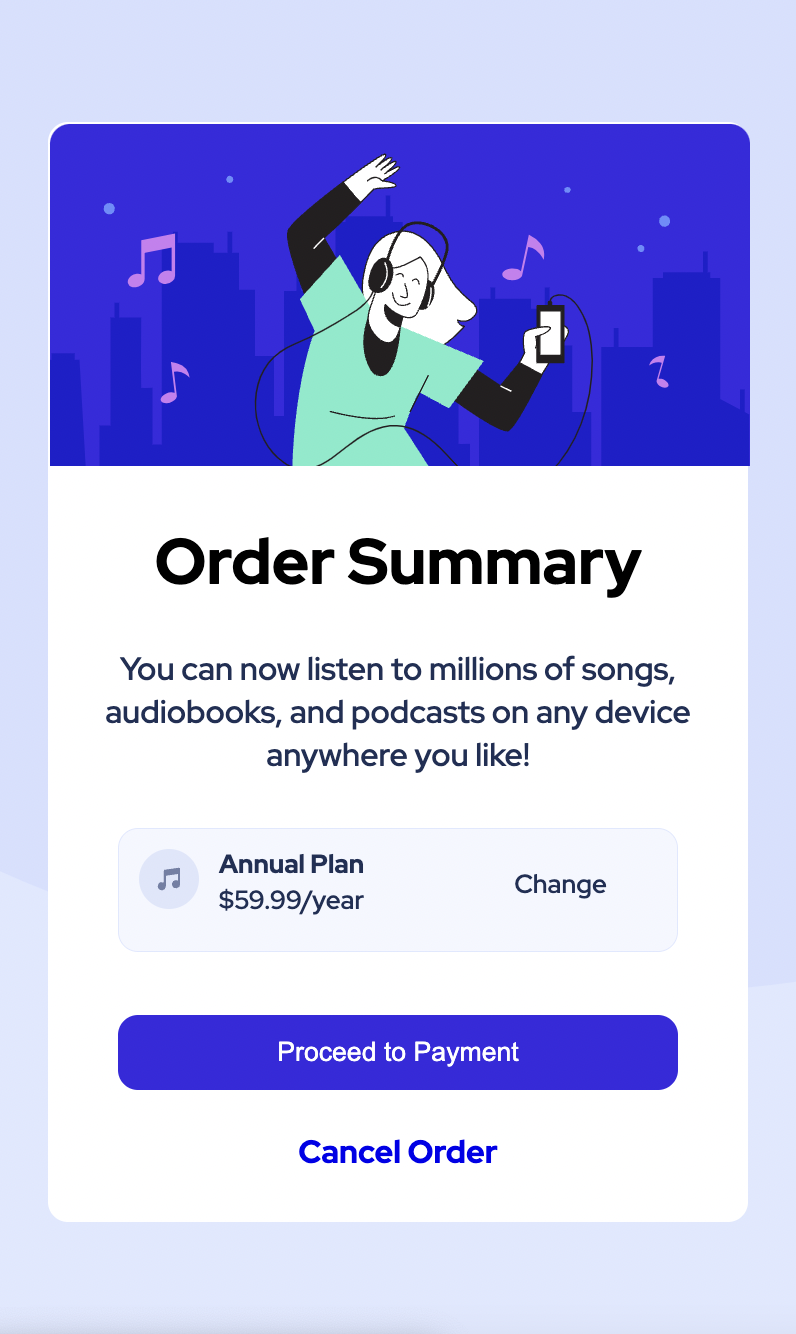 Order Summary
You can now listen to millions of songs,
audiobooks, and podcasts on any device
anywhere you like!
Annual Plan
$59.99/year
Change
Proceed to Payment
Cancel Order